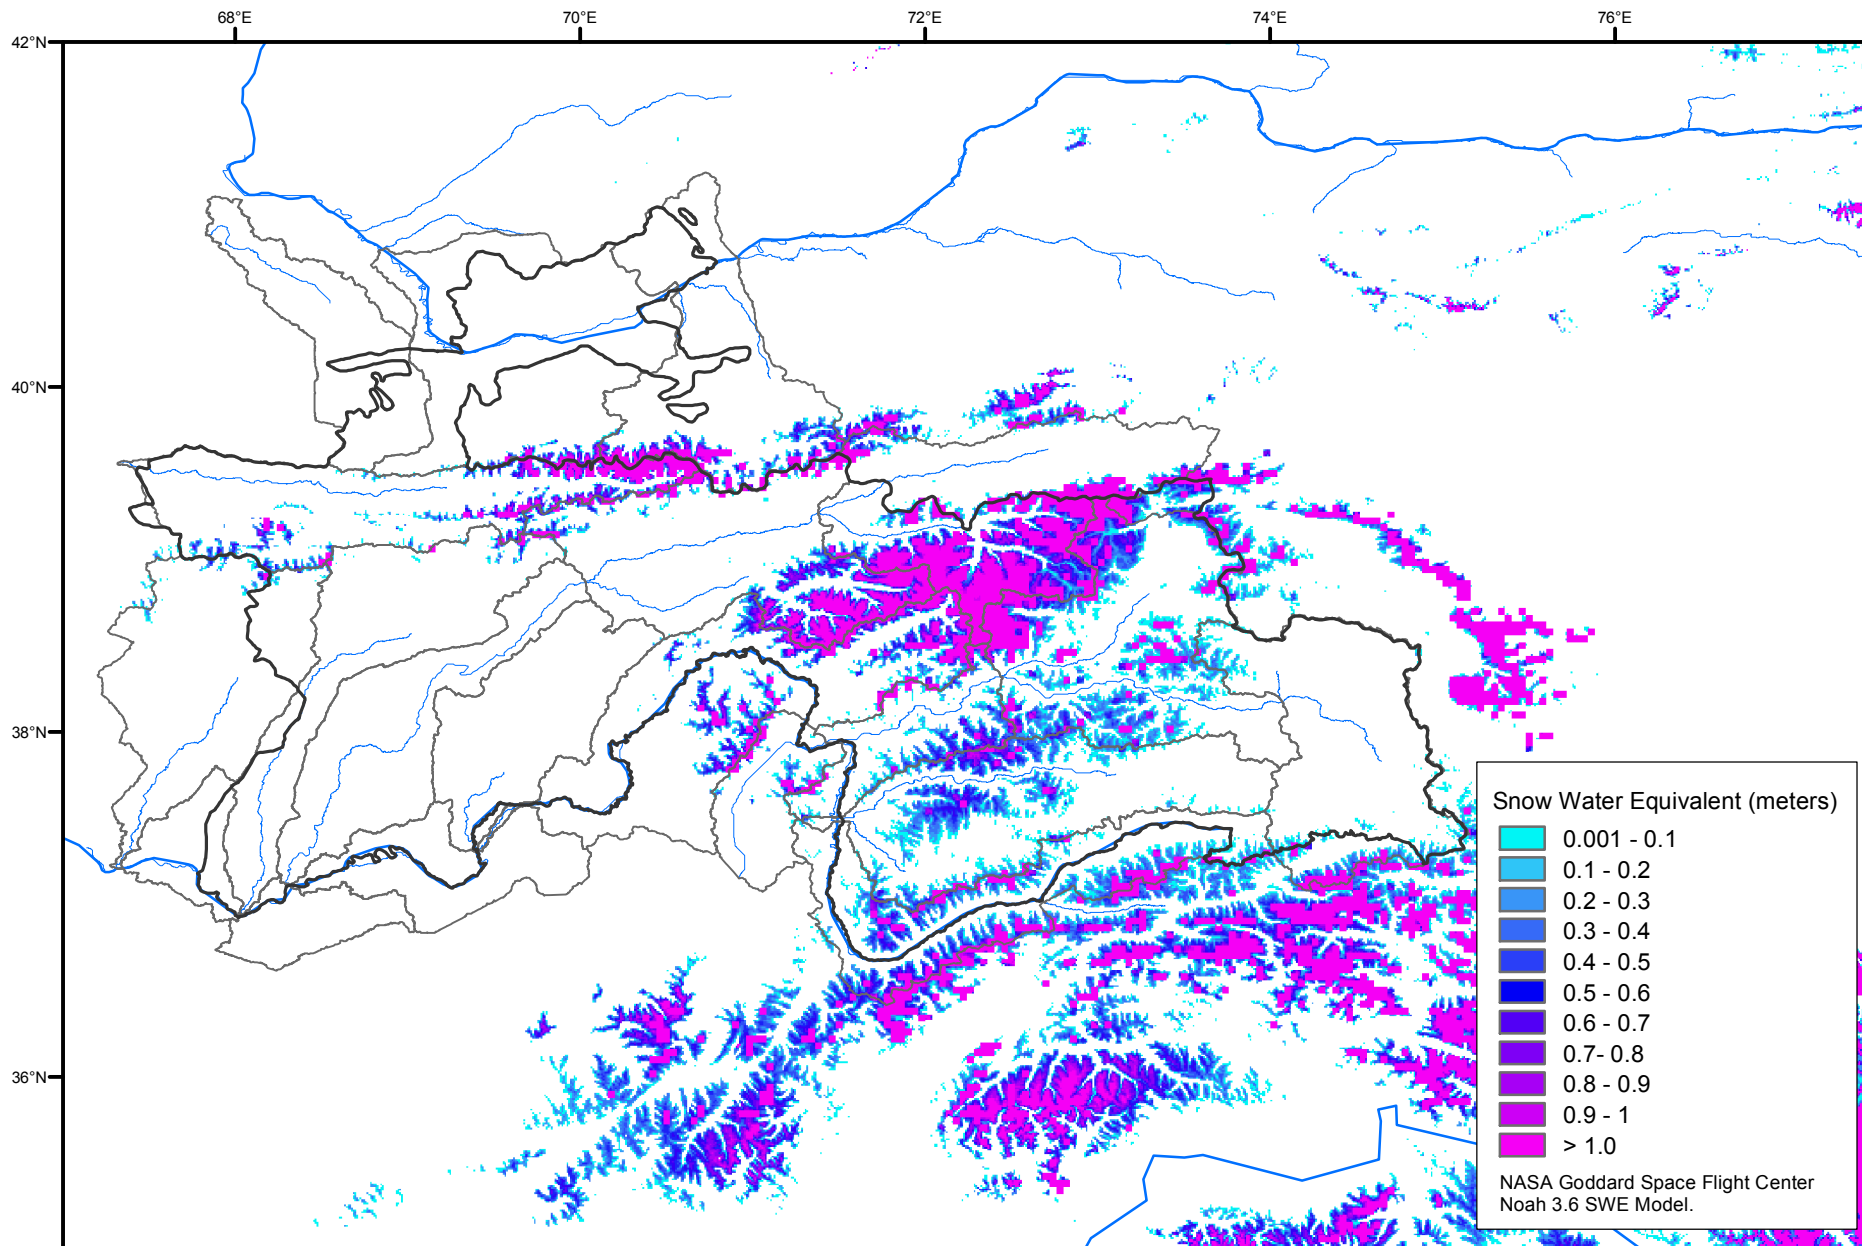 68°E
70°E
72°E
74°E
76°E
42°N
40°N
38°N
36°N
Snow Water Equivalent (meters)
0.001 - 0.1
0.1 - 0.2
0.2 - 0.3
0.3 - 0.4
0.4 - 0.5
0.5 - 0.6
0.6 - 0.7
0.7- 0.8
0.8 - 0.9
0.9 - 1
> 1.0
NASA Goddard Space Flight Center
Noah 3.6 SWE Model.